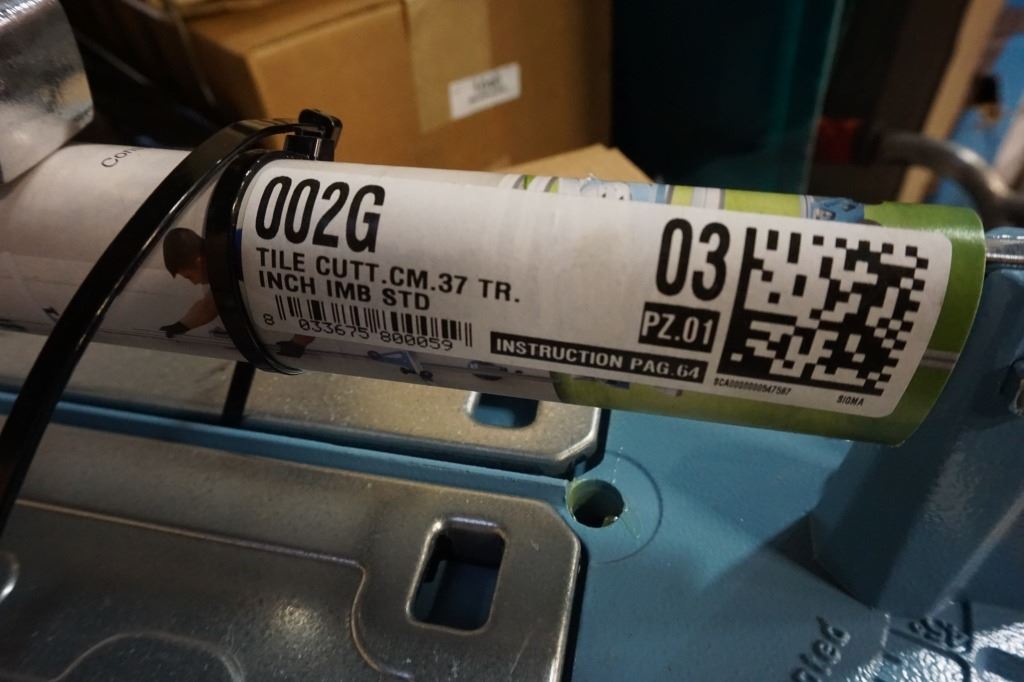 002G
TILE CUTT.CM.37 TR.
INCH IMB STD
8 033675 800059
INSTRUCTION PAG.64
03
PZ.01
SCA0000000547587
SIGMA